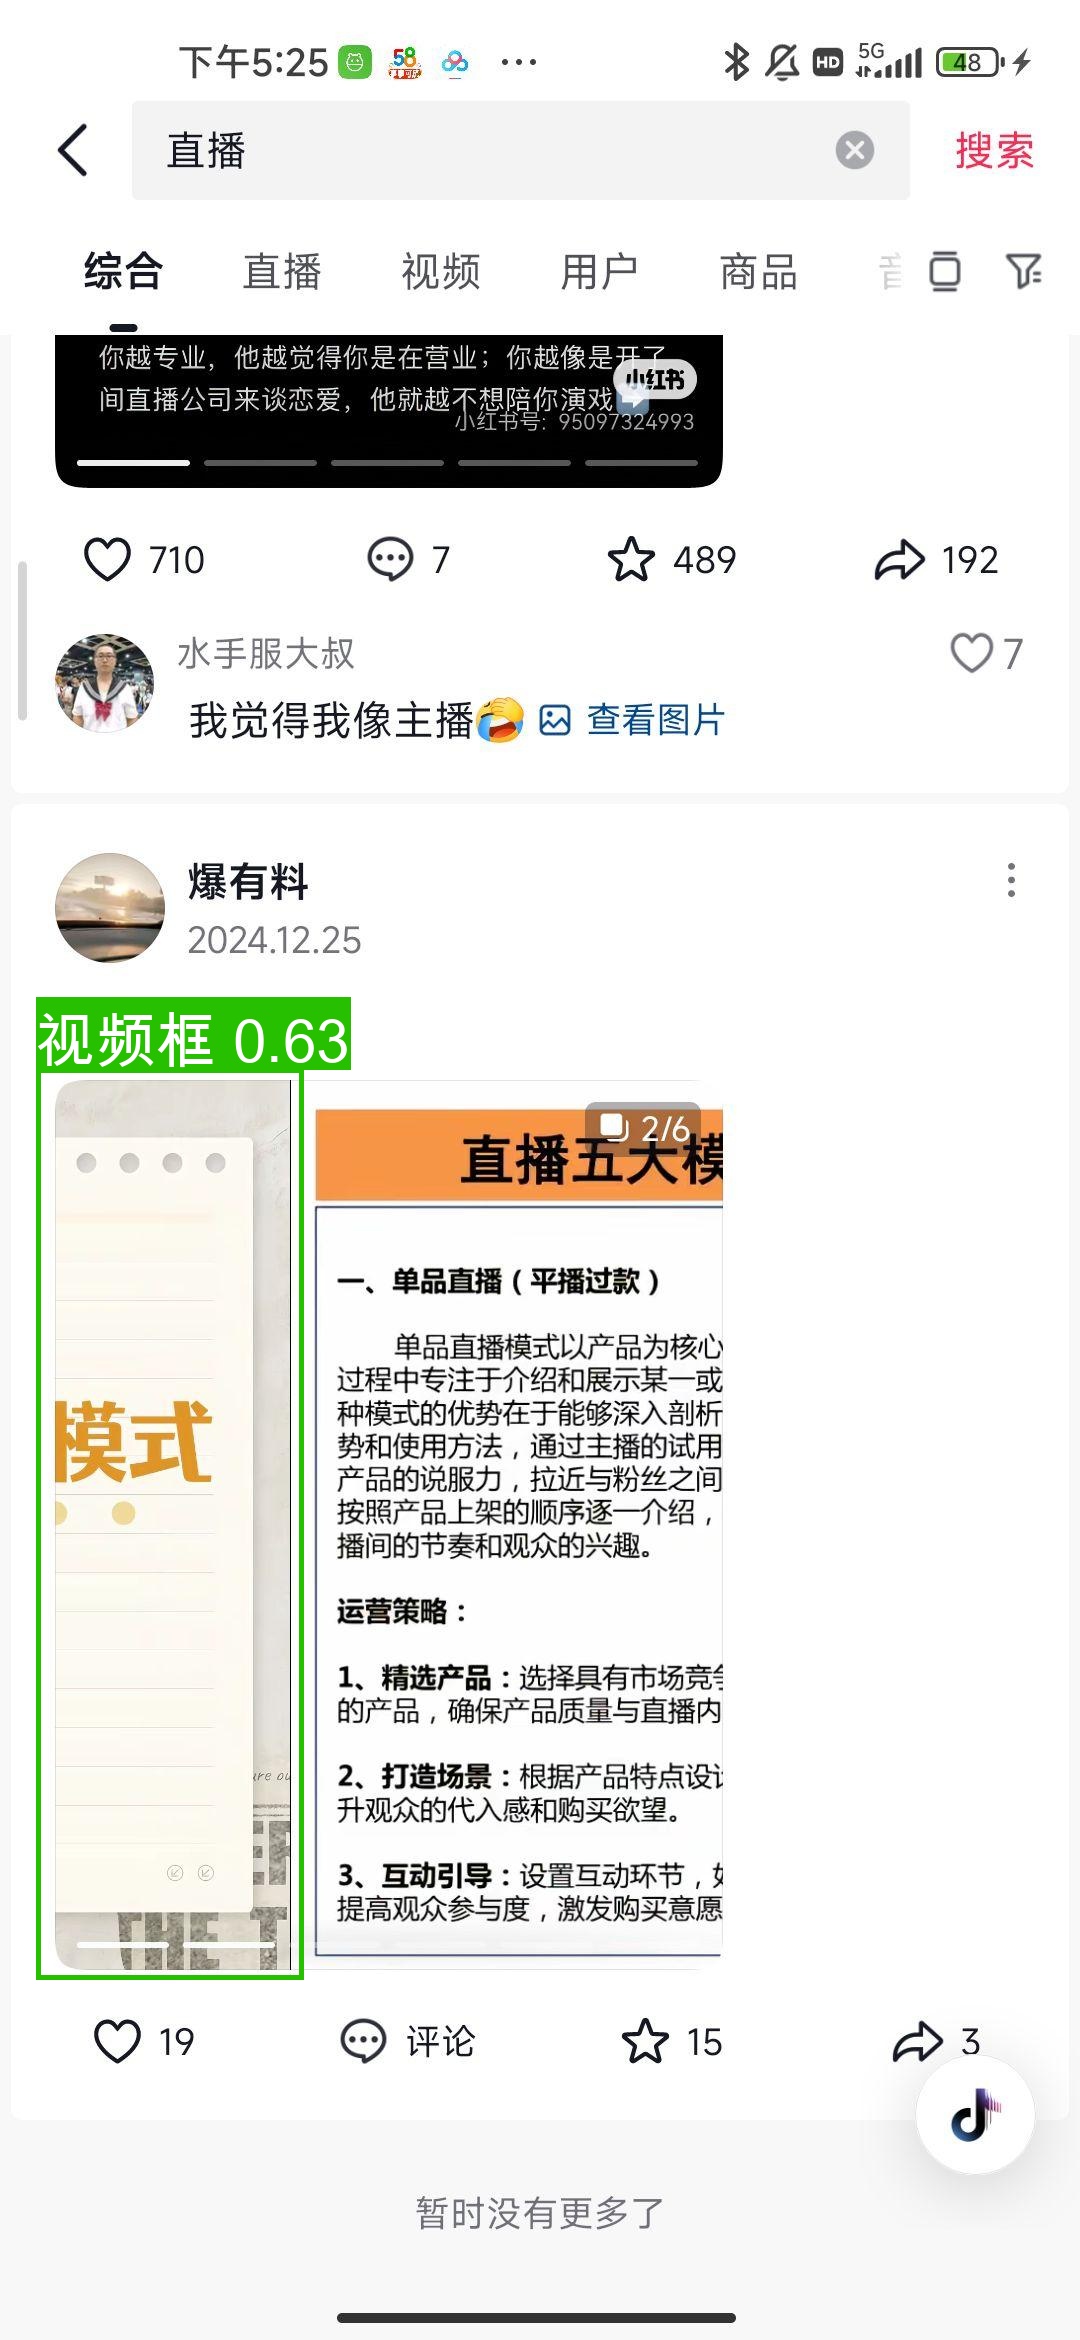 下午5:25
58
HD
5G
48
直播
搜索
综合
直播
视频
用户
商品
你越专业，他越觉得你是在营业；你越像是开了
小红书
间直播公司来谈恋爱，他就越不想陪你演戏
小红书号: 95097324993
710
7
489
192
水手服大叔
7
我觉得我像主播
查看图片
爆有料
2024.12.25
视频框 0.63
模式
2/6
直播五大模
一、单品直播（平播过款）
单品直播模式以产品为核心
过程中专注于介绍和展示某一或
种模式的优势在于能够深入剖析
势和使用方法，通过主播的试用
产品的说服力，拉近与粉丝之间
按照产品上架的顺序逐一介绍，
播间的节奏和观众的兴趣。
运营策略：
1、精选产品：选择具有市场竞争
的产品，确保产品质量与直播内
2、打造场景：根据产品特点设计
升观众的代入感和购买欲望。
3、互动引导：设置互动环节，如
提高观众参与度，激发购买意愿
THE
19
评论
15
3
暂时没有更多了